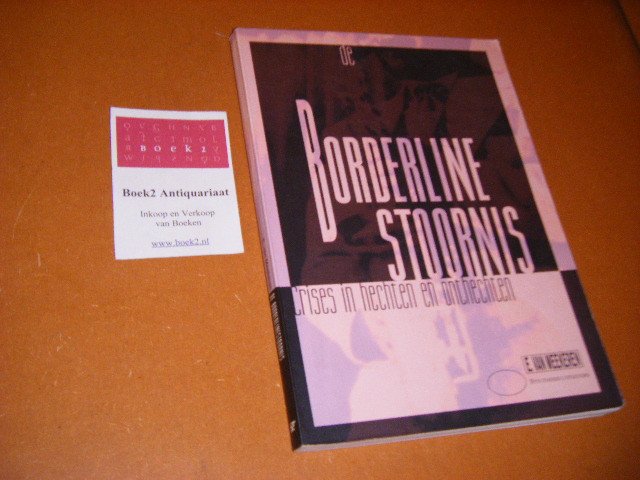 BOEK2
Boek2 Antiquariaat
Inkoop en Verkoop
van Boeken
www.boek2.nl
DE
BORDERLINE
STOORNIS
Crises in hechten en onthechten
E. VAN MEEKEREN